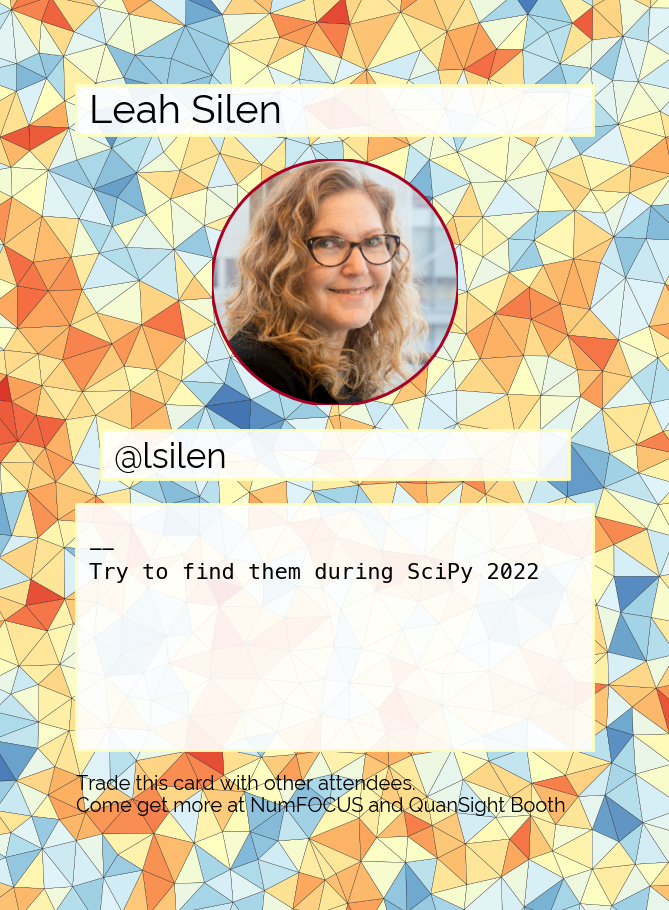 Leah Silen
@lsilen
__
Try to find them during SciPy 2022
Trade this card with other attendees.
Come get more at NumFOCUS and QuanSight Booth